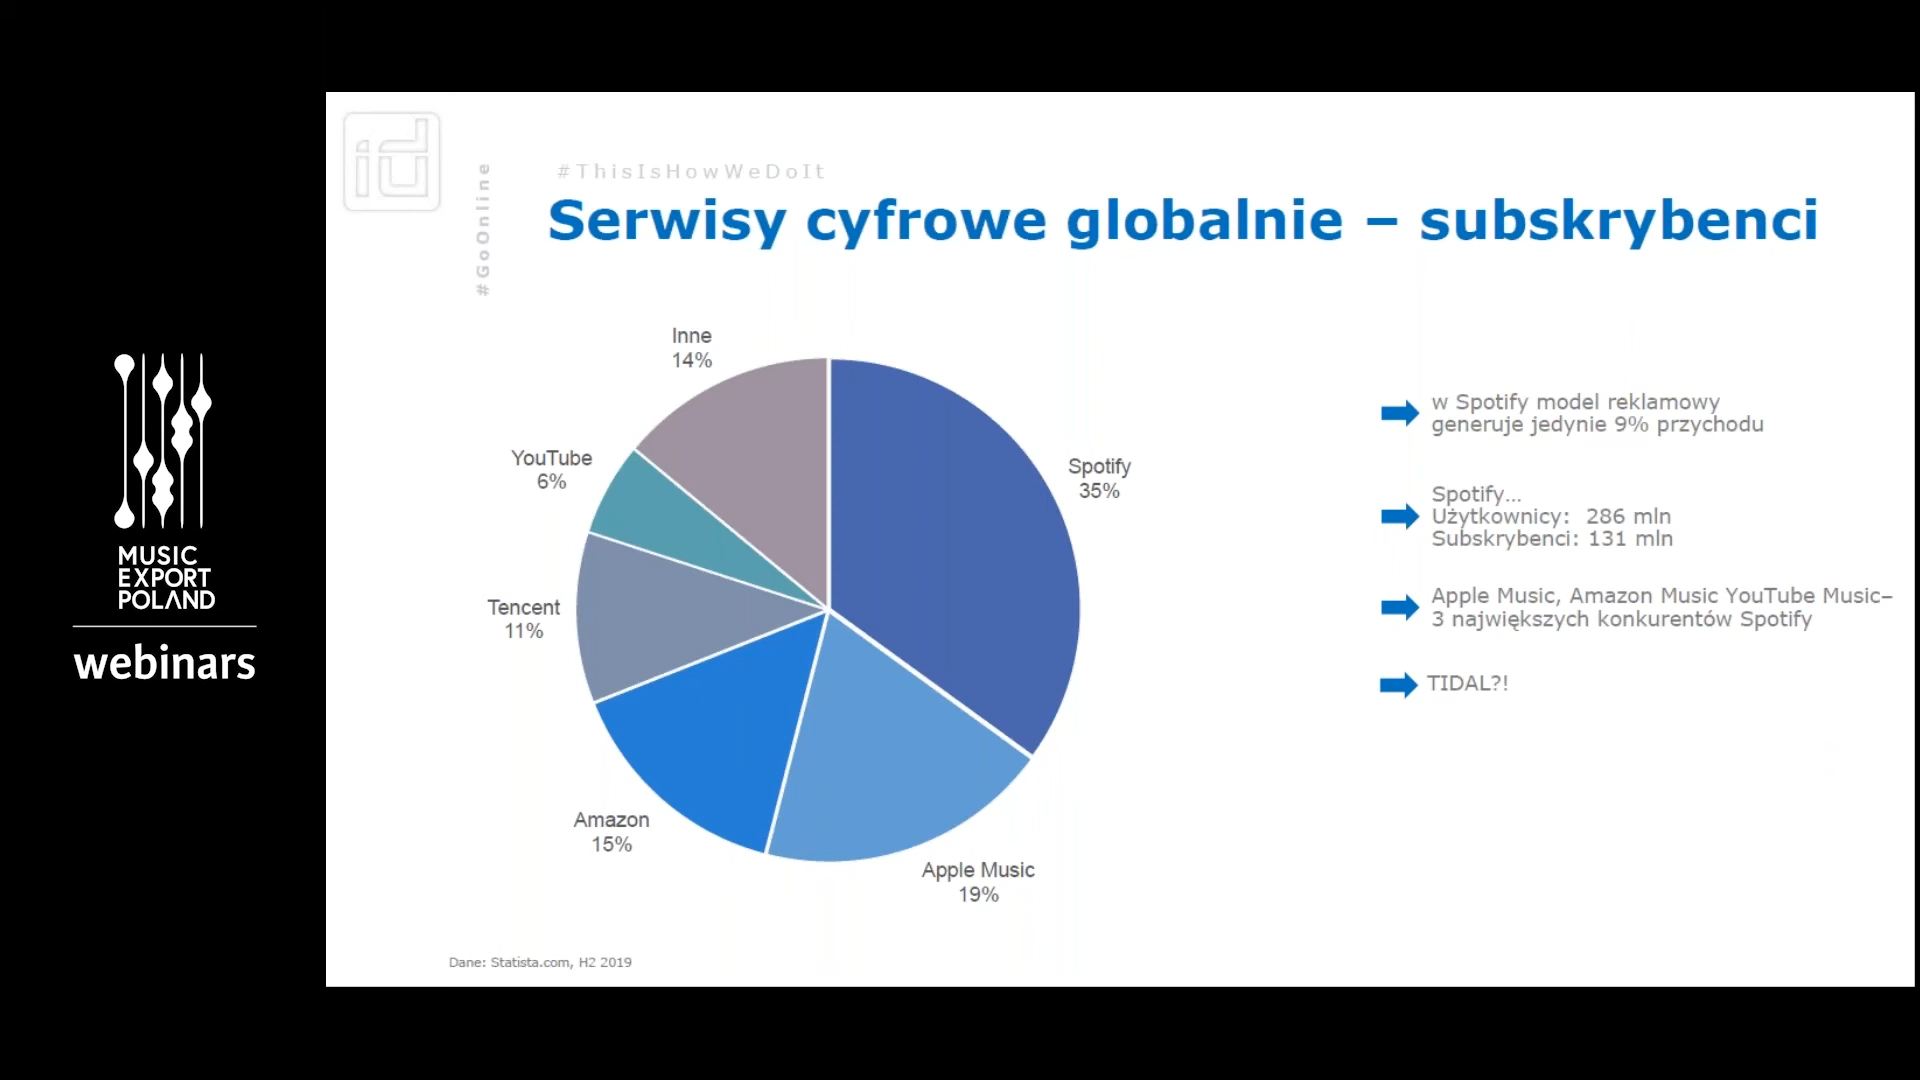 MUSIC
EXPORT
POLAND
webinars
id
#GoOnline
#ThisIsHowWeDoIt
Serwisy cyfrowe globalnie – subskrybenci
Inne
14%
YouTube
6%
Spotify
35%
Tencent
11%
Amazon
15%
Apple Music
19%
w Spotify model reklamowy
generuje jedynie 9% przychodu
Spotify...
Użytkownicy: 286 mln
Subskrybenci: 131 mln
Apple Music, Amazon Music YouTube Music–
3 największych konkurentów Spotify
TIDAL?!
Dane: Statista.com, H2 2019